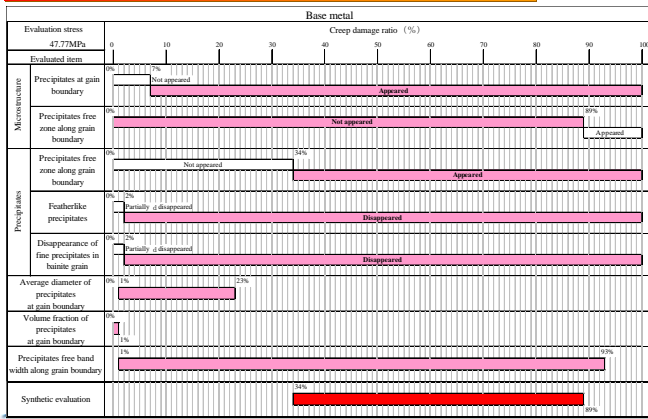 Base metal
Evaluation stress
47.77MPa
Creep damage ratio (%)
0 10 20 30 40 50 60 70 80 90 100
Evaluated item
Microstructure
Precipitates at gain
boundary
0% 7%
Not appeared
Appeared
Precipitates free
zone along grain
boundary
0% 89%
Not appeared
Appeared
Precipitates
Precipitates free
zone along grain
boundary
0% 34%
Not appeared
Appeared
Featherlike
precipitates
0% 2%
Partially d disappeared
Disappeared
Disappearance of
fine precipitates in
bainite grain
0% 2%
Partially d disappeared
Disappeared
Average diameter of
precipitates
at gain boundary
0% 1% 23%
Volume fraction of
precipitates
at gain boundary
0%
1%
Precipitates free band
width along grain boundary
1% 93%
Synthetic evaluation
34%
89%